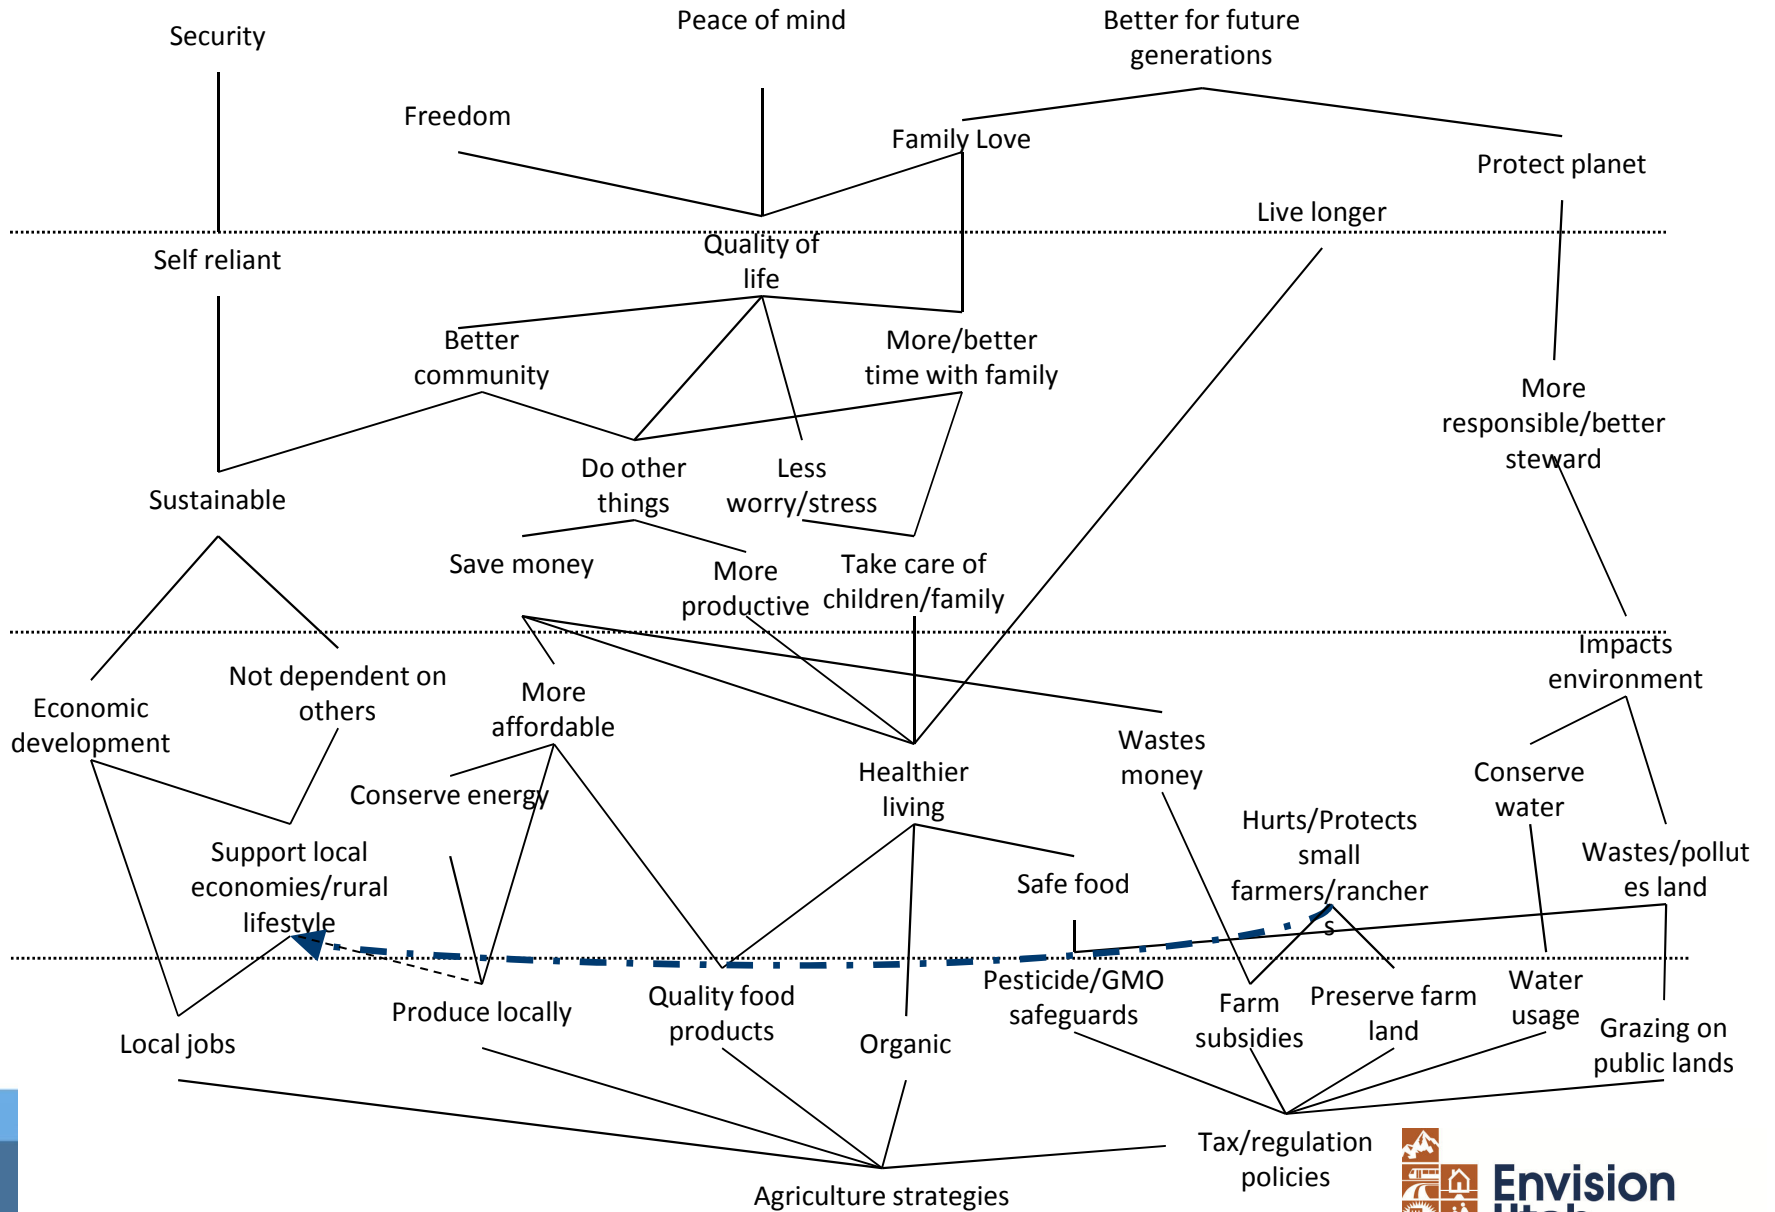 Security
Peace of mind
Better for future
generations
Freedom
Family Love
Protect planet
Live longer
Self reliant
Quality of
life
Better
community
More/better
time with family
More
responsible/better
steward
Sustainable
Do other
things
Less
worry/stress
Save money
More
productive
Take care of
children/family
Impacts
environment
Economic
development
Not dependent on
others
More
affordable
Conserve energy
Healthier
living
Wastes
money
Conserve
water
Hurts/Protects
small
farmers/rancher
s
Wastes/pollut
es land
Support local
economies/rural
lifestyle
Safe food
Local jobs
Produce locally
Quality food
products
Organic
Pesticide/GMO
safeguards
Farm
subsidies
Preserve farm
land
Water
usage
Grazing on
public lands
Tax/regulation
policies
Agriculture strategies
Envision
Utah